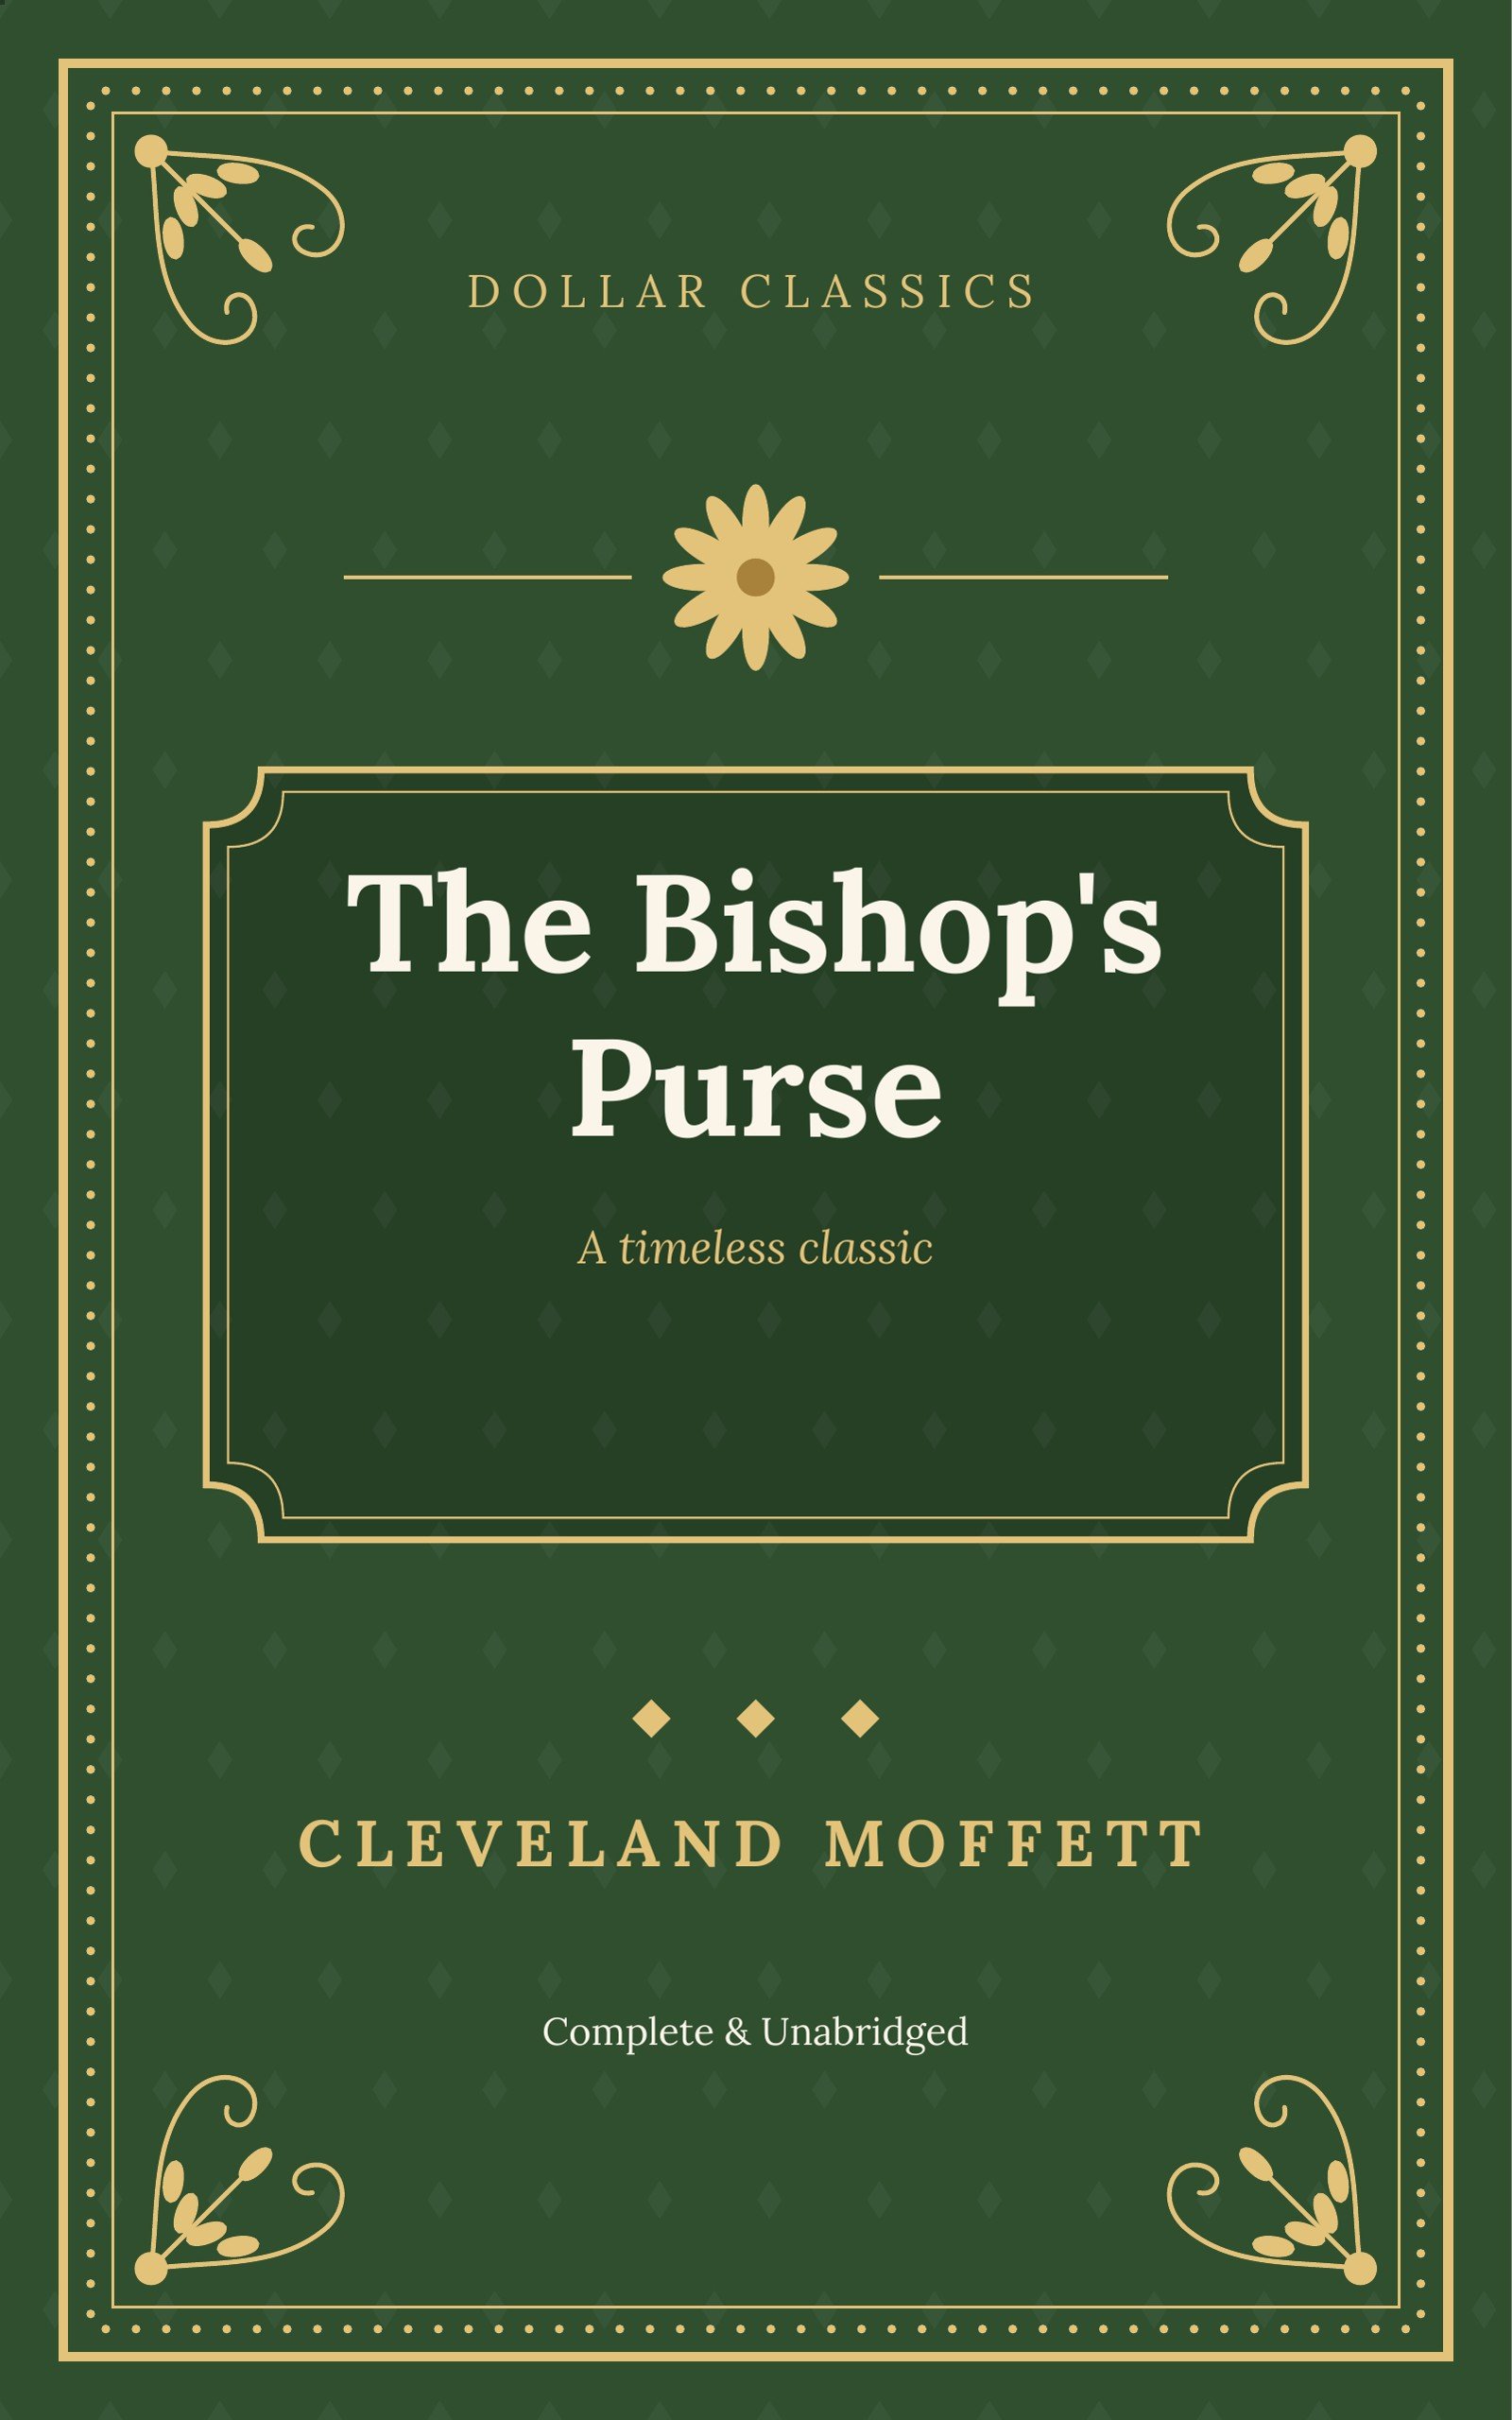 DOLLAR CLASSICS
The Bishop's
Purse
A timeless classic
CLEVELAND MOFFETT
Complete & Unabridged